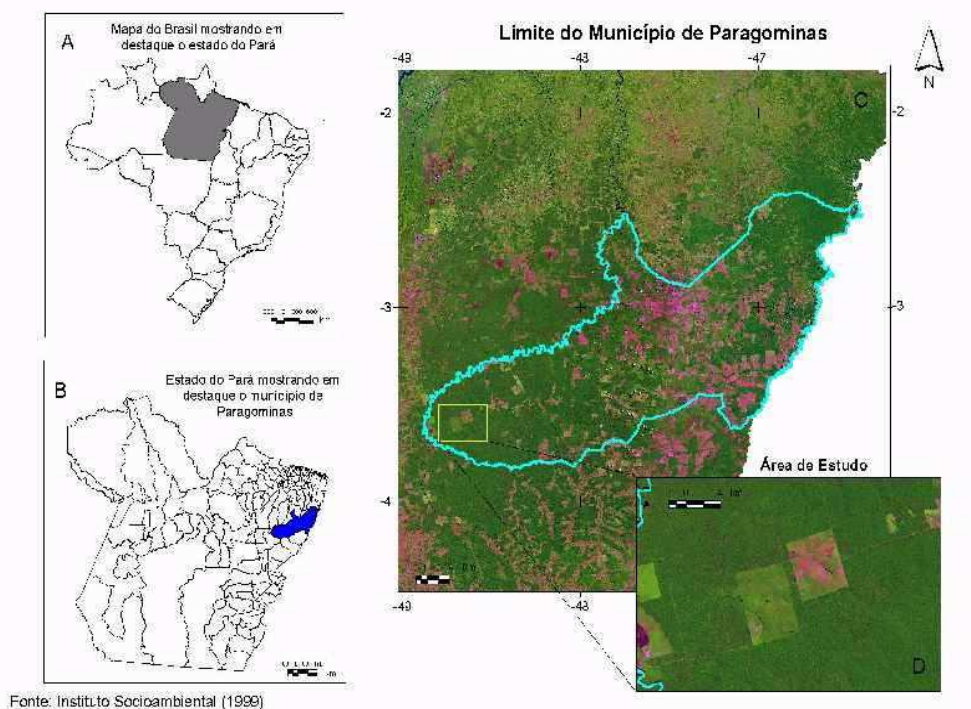 A
Mapa do Brasil mostrando em
destaque o estado do Pará
B
Estado do Pará mostrando em
destaque o município de
Paragominas
Limite do Município de Paragominas
N
C
-48
-47
-2
-2
-3
-3
-4
-49
-48
Área de Estudo
D
Fonte: Instituto Socioambiental (1999)